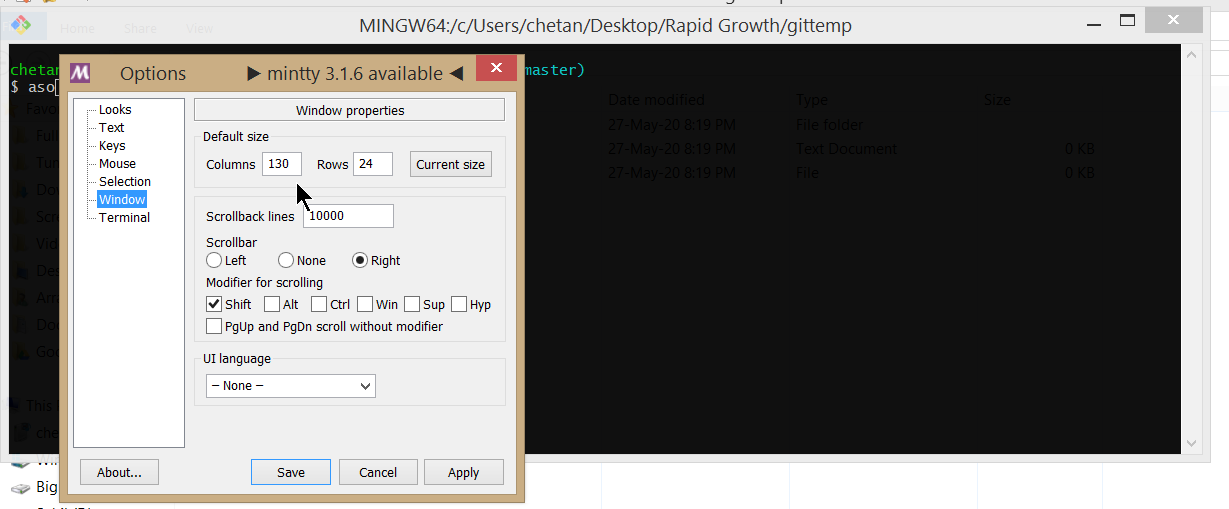 Home Share View
MINGW64:/c/Users/chetan/Desktop/Rapid Growth/gittemp
master)
$ aso
Options ▶ mintty 3.1.6 available ◀
Looks
Text
Keys
Mouse
Selection
Window
Terminal
Window properties
Default size
Columns 130 Rows 24 Current size
Scrollback lines 10000
Scrollbar
Left None Right
Modifier for scrolling
Shift Alt Ctrl Win Sup Hyp
PgUp and PgDn scroll without modifier
UI language
– None –
About... Save Cancel Apply
Date modified Type Size
27-May-20 8:19 PM File folder
27-May-20 8:19 PM Text Document 0 KB
27-May-20 8:19 PM File 0 KB
Big